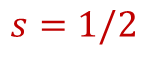 s = 1/2